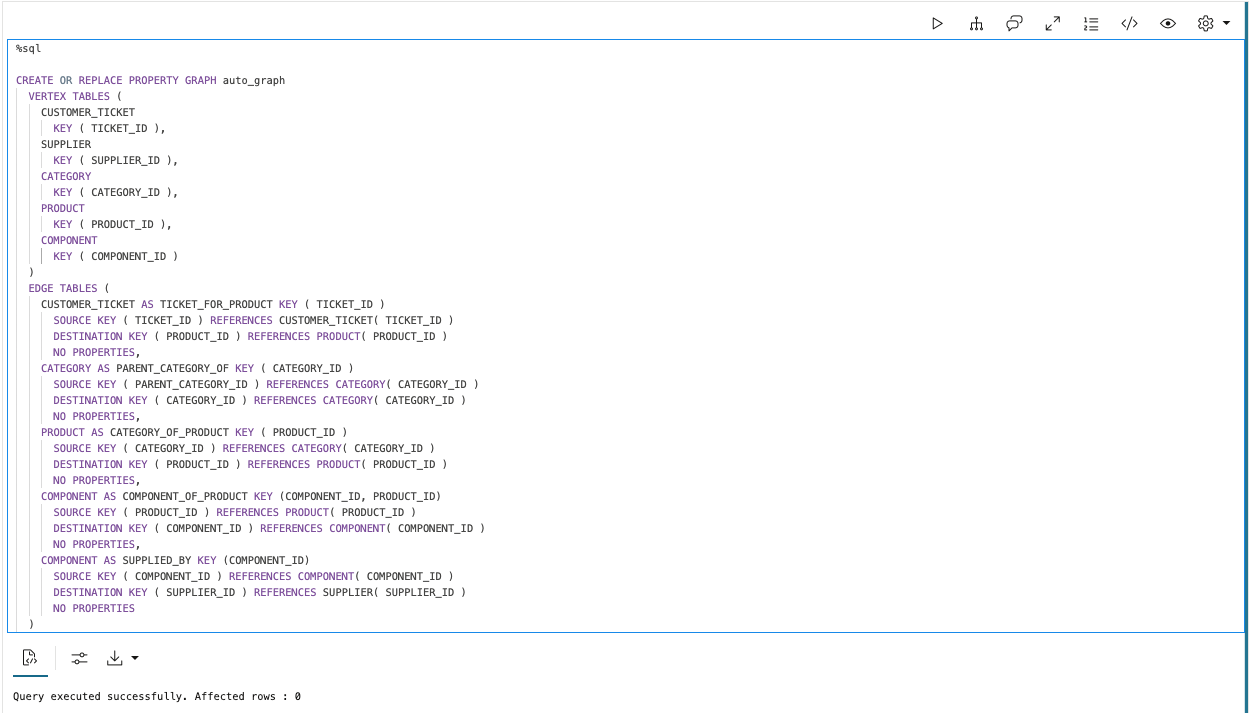 %sql
CREATE OR REPLACE PROPERTY GRAPH auto_graph
VERTEX TABLES (
CUSTOMER_TICKET
KEY ( TICKET_ID ),
SUPPLIER
KEY ( SUPPLIER_ID ),
CATEGORY
KEY ( CATEGORY_ID ),
PRODUCT
KEY ( PRODUCT_ID ),
COMPONENT
KEY ( COMPONENT_ID )
)
EDGE TABLES (
CUSTOMER_TICKET AS TICKET_FOR_PRODUCT KEY ( TICKET_ID )
SOURCE KEY ( TICKET_ID ) REFERENCES CUSTOMER_TICKET( TICKET_ID )
DESTINATION KEY ( PRODUCT_ID ) REFERENCES PRODUCT( PRODUCT_ID )
NO PROPERTIES,
CATEGORY AS PARENT_CATEGORY_OF KEY ( CATEGORY_ID )
SOURCE KEY ( PARENT_CATEGORY_ID ) REFERENCES CATEGORY( CATEGORY_ID )
DESTINATION KEY ( CATEGORY_ID ) REFERENCES CATEGORY( CATEGORY_ID )
NO PROPERTIES,
PRODUCT AS CATEGORY_OF_PRODUCT KEY ( PRODUCT_ID )
SOURCE KEY ( CATEGORY_ID ) REFERENCES CATEGORY( CATEGORY_ID )
DESTINATION KEY ( PRODUCT_ID ) REFERENCES PRODUCT( PRODUCT_ID )
NO PROPERTIES,
COMPONENT AS COMPONENT_OF_PRODUCT KEY (COMPONENT_ID, PRODUCT_ID)
SOURCE KEY ( PRODUCT_ID ) REFERENCES PRODUCT( PRODUCT_ID )
DESTINATION KEY ( COMPONENT_ID ) REFERENCES COMPONENT( COMPONENT_ID )
NO PROPERTIES,
COMPONENT AS SUPPLIED_BY KEY (COMPONENT_ID)
SOURCE KEY ( COMPONENT_ID ) REFERENCES COMPONENT( COMPONENT_ID )
DESTINATION KEY ( SUPPLIER_ID ) REFERENCES SUPPLIER( SUPPLIER_ID )
NO PROPERTIES
)
Query executed successfully. Affected rows : 0